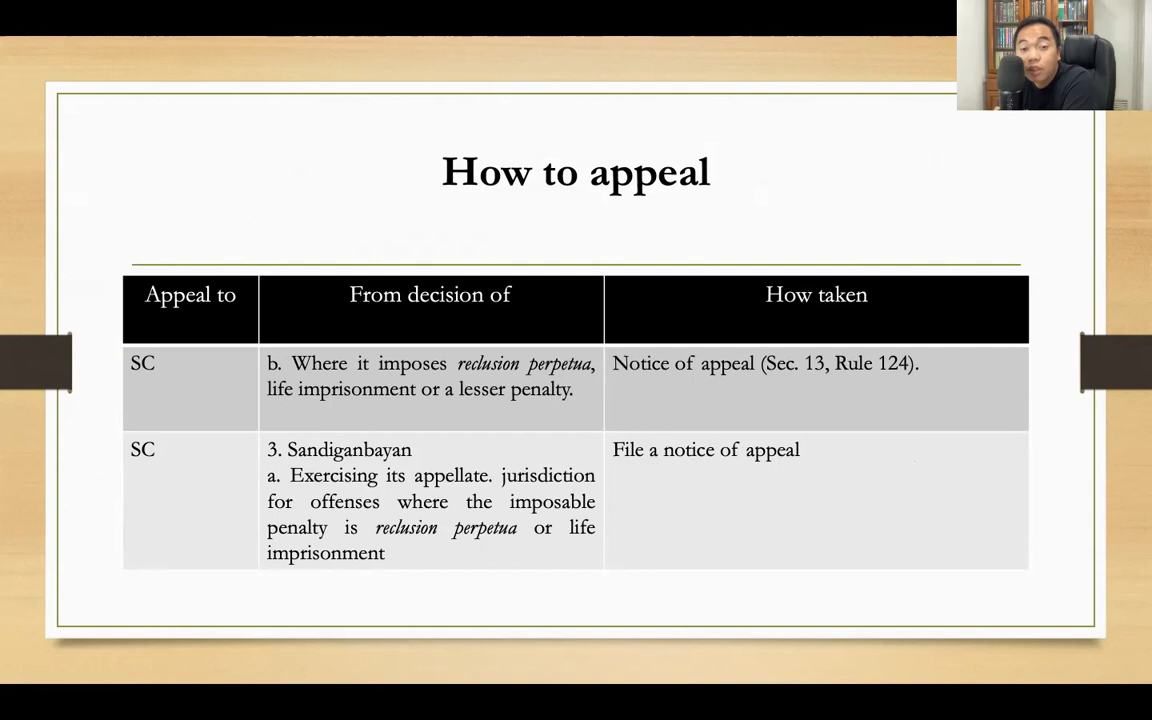 How to appeal
Appeal to
From decision of
How taken
SC
b. Where it imposes reclusion perpetua,
life imprisonment or a lesser penalty.
Notice of appeal (Sec. 13, Rule 124).
SC
3. Sandiganbayan
a. Exercising its appellate. jurisdiction
for offenses where the imposable
penalty is reclusion perpetua or life
imprisonment
File a notice of appeal